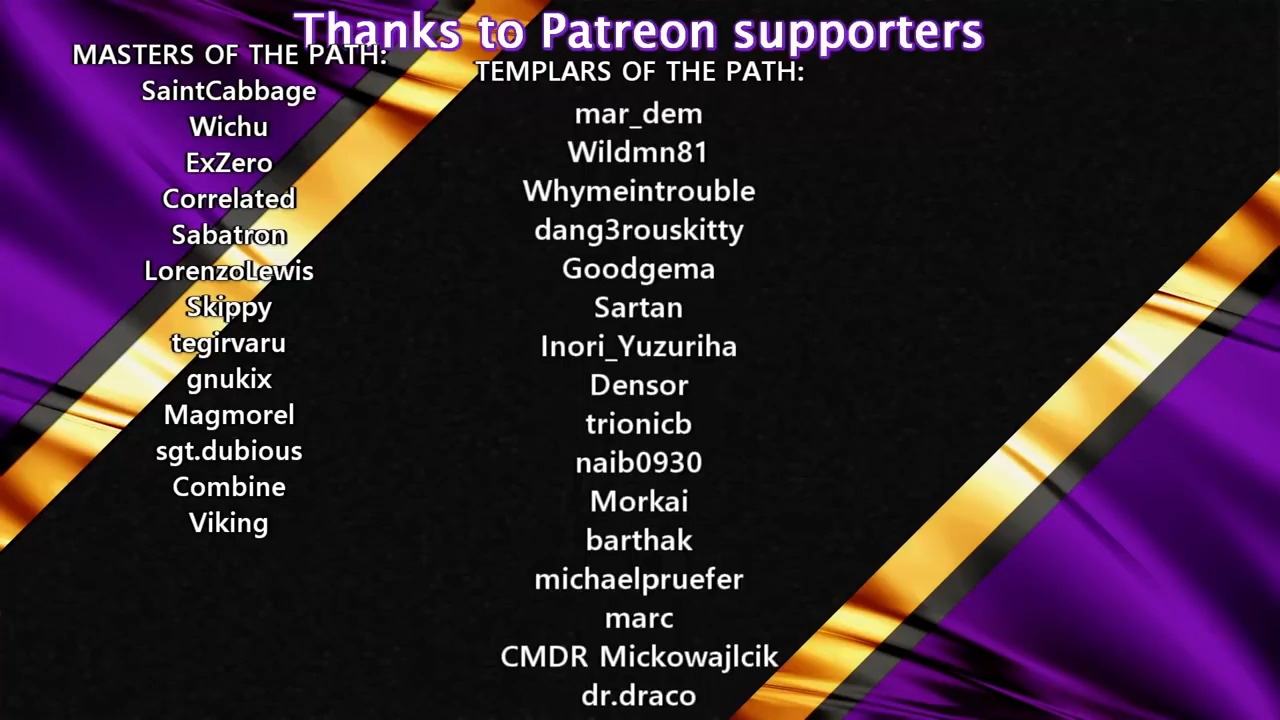 Thanks to Patreon supporters
MASTERS OF THE PATH:
SaintCabbage
Wichu
ExZero
Correlated
Sabatron
LorenzoLewis
Skippy
tegirvaru
gnukix
Magmorel
sgt.dubious
Combine
Viking
TEMPLARS OF THE PATH:
mar_dem
Wildmn81
Whymeintrouble
dang3rouskitty
Goodgema
Sartan
Inori_Yuzuriha
Densor
trionicb
naib0930
Morkai
barthak
michaelpruefer
marc
CMDR Mickowajlcik
dr.draco